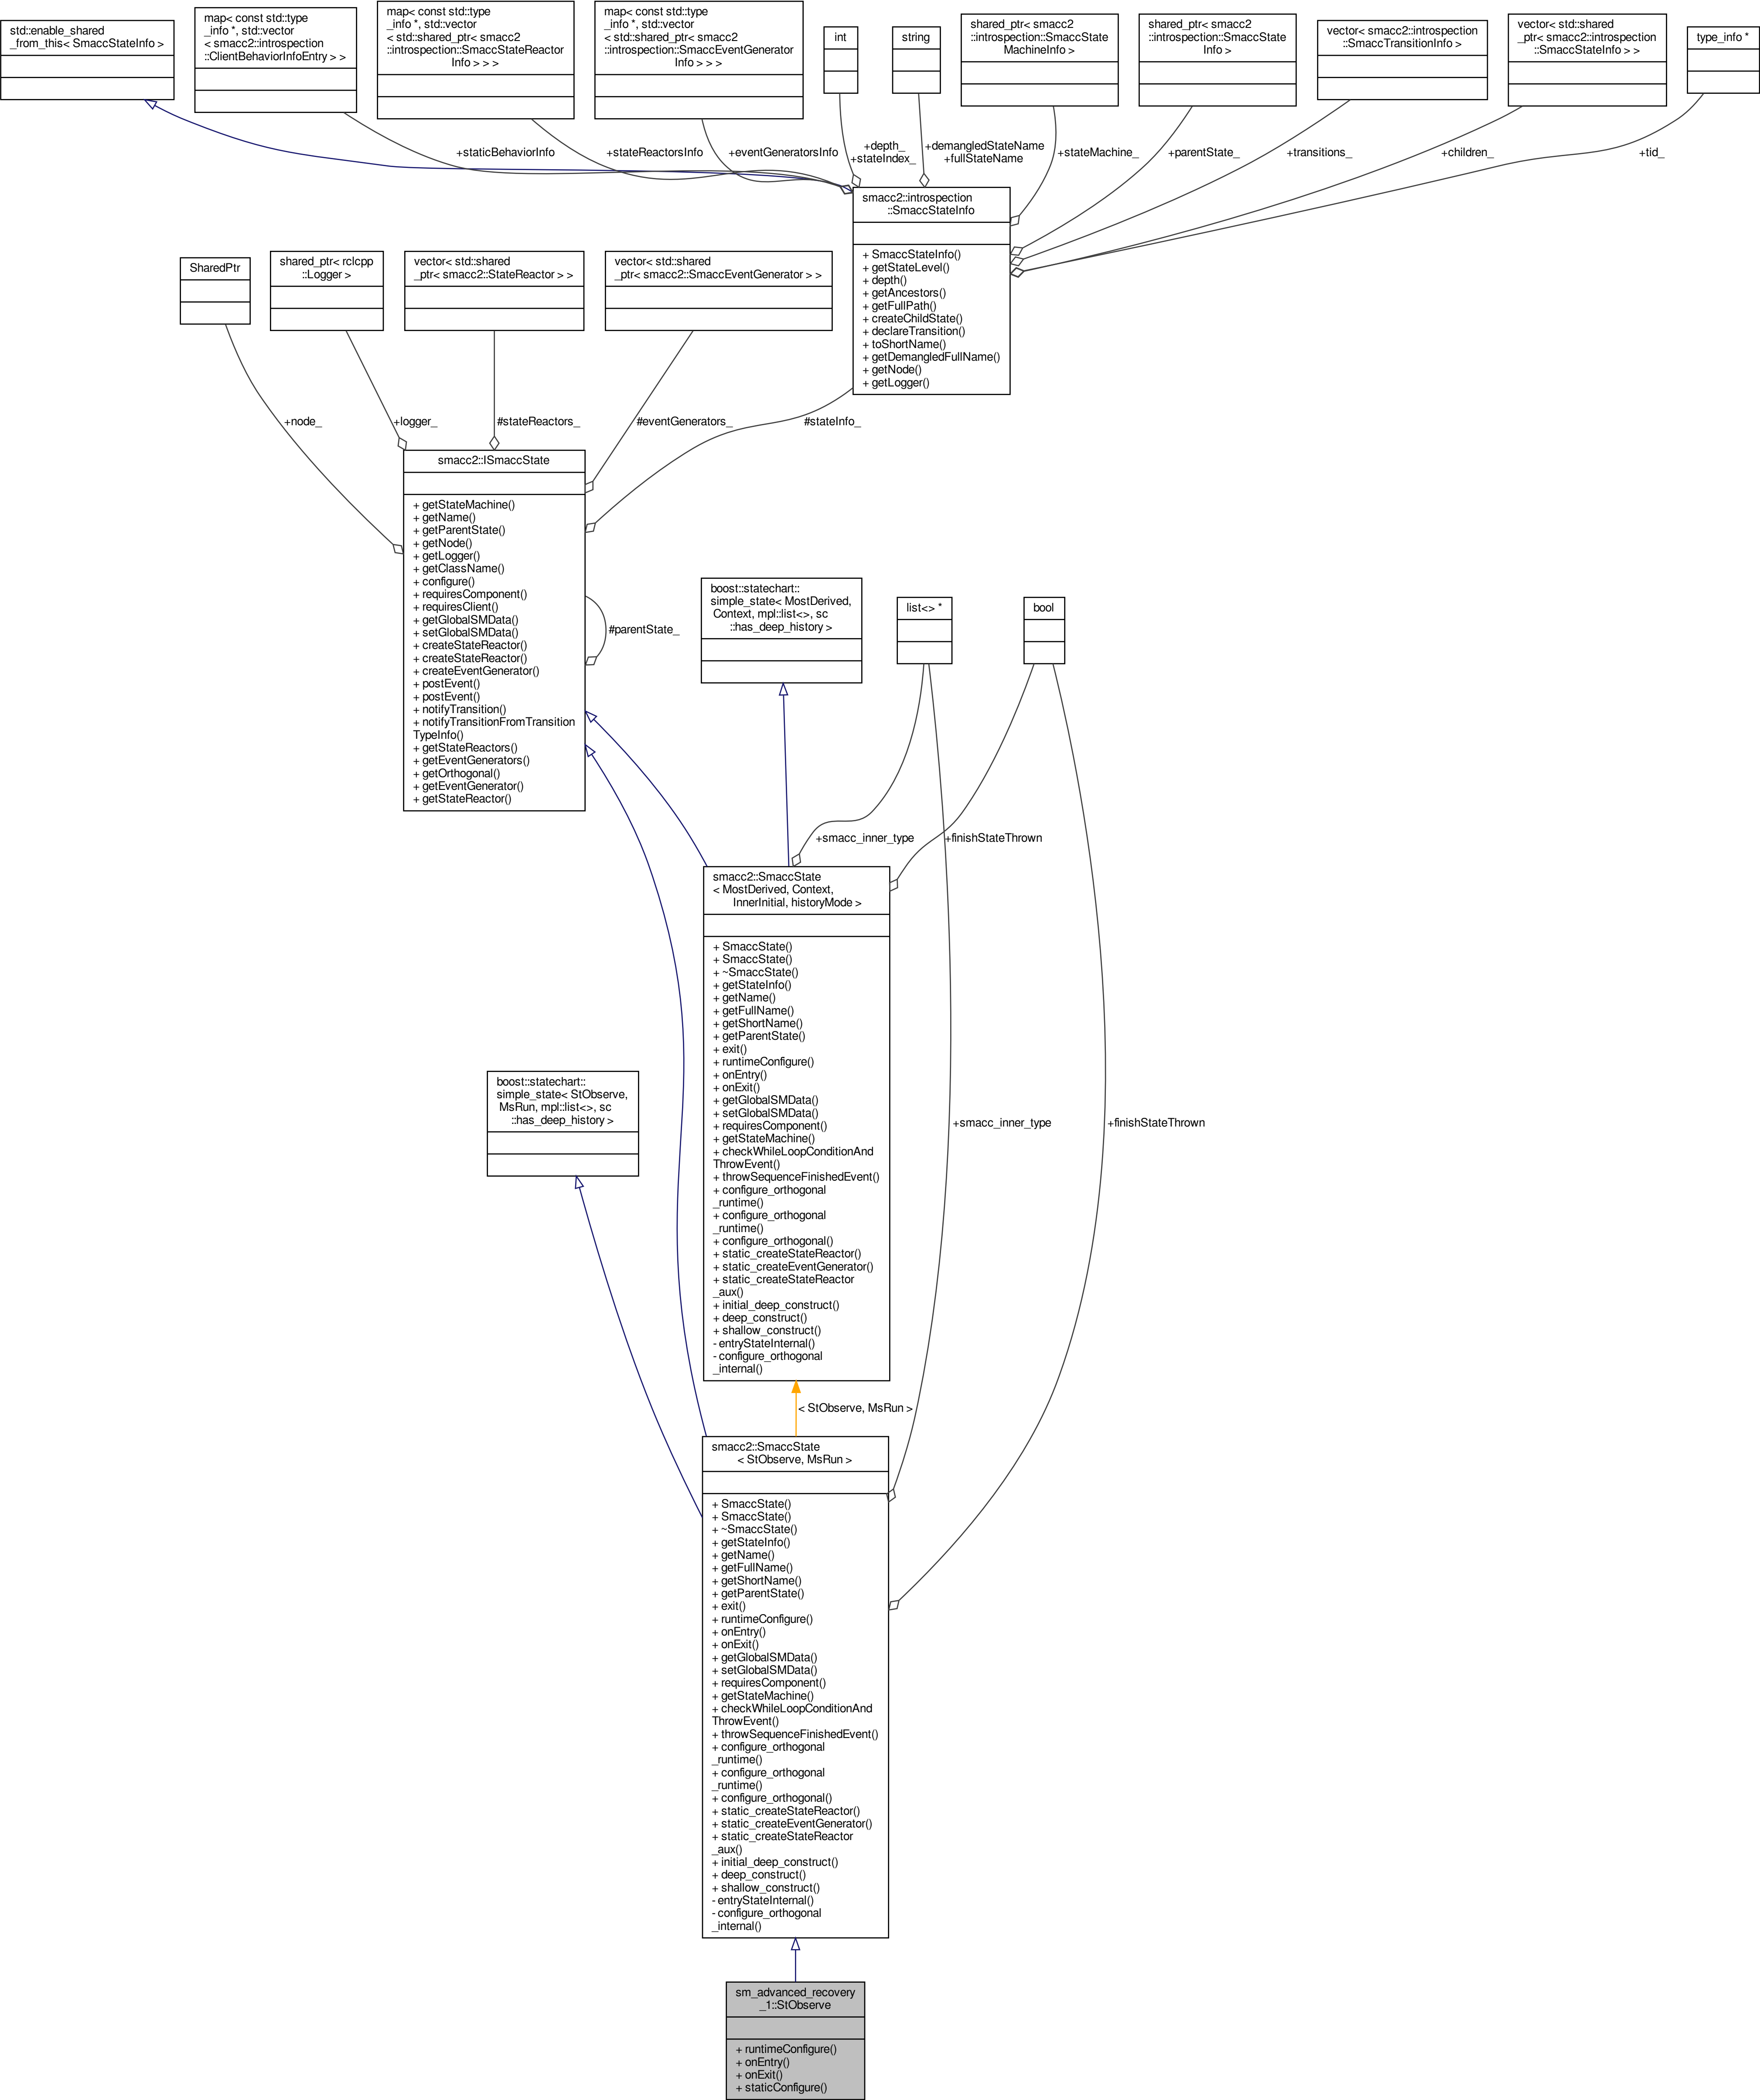 std::enable_shared
_from_this< SmaccStateInfo >
map< const std::type
_info *, std::vector
< smacc2::introspection
::ClientBehaviorInfoEntry > >
map< const std::type
_info *, std::vector
< std::shared_ptr< smacc2
::introspection::SmaccStateReactor
Info > > >
map< const std::type
_info *, std::vector
< std::shared_ptr< smacc2
::introspection::SmaccEventGenerator
Info > > >
int
string
shared_ptr< smacc2
::introspection::SmaccState
MachineInfo >
shared_ptr< smacc2
::introspection::SmaccState
Info >
vector< smacc2::introspection
::SmaccTransitionInfo >
vector< std::shared
_ptr< smacc2::introspection
::SmaccStateInfo > >
type_info *
+staticBehaviorInfo
+stateReactorsInfo
+eventGeneratorsInfo
+depth_
+stateIndex_
+demangledStateName
+fullStateName
+stateMachine_
+parentState_
+transitions_
+children_
+tid_
smacc2::introspection
::SmaccStateInfo
+ SmaccStateInfo()
+ getStateLevel()
+ depth()
+ getAncestors()
+ getFullPath()
+ createChildState()
+ declareTransition()
+ toShortName()
+ getDemangledFullName()
+ getNode()
+ getLogger()
SharedPtr
shared_ptr< rclcpp
::Logger >
vector< std::shared
_ptr< smacc2::StateReactor > >
vector< std::shared
_ptr< smacc2::SmaccEventGenerator > >
+node_
+logger_
#stateReactors_
#eventGenerators_
#stateInfo_
smacc2::ISmaccState
+ getStateMachine()
+ getName()
+ getParentState()
+ getNode()
+ getLogger()
+ getClassName()
+ configure()
+ requiresComponent()
+ requiresClient()
+ getGlobalSMData()
+ setGlobalSMData()
+ createStateReactor()
+ createStateReactor()
+ createEventGenerator()
+ postEvent()
+ postEvent()
+ notifyTransition()
+ notifyTransitionFromTransition
TypeInfo()
+ getStateReactors()
+ getEventGenerators()
+ getOrthogonal()
+ getEventGenerator()
+ getStateReactor()
#parentState_
boost::statechart::
simple_state< MostDerived,
Context, mpl::list<>, sc
::has_deep_history >
list<> *
bool
+smacc_inner_type
+finishStateThrown
smacc2::SmaccState
< MostDerived, Context,
InnerInitial, historyMode >
+ SmaccState()
+ SmaccState()
+ ~SmaccState()
+ getStateInfo()
+ getName()
+ getFullName()
+ getShortName()
+ getParentState()
+ exit()
+ runtimeConfigure()
+ onEntry()
+ onExit()
+ getGlobalSMData()
+ setGlobalSMData()
+ requiresComponent()
+ getStateMachine()
+ checkWhileLoopConditionAnd
ThrowEvent()
+ throwSequenceFinishedEvent()
+ configure_orthogonal
_runtime()
+ configure_orthogonal
_runtime()
+ configure_orthogonal()
+ static_createStateReactor()
+ static_createEventGenerator()
+ static_createStateReactor
_aux()
+ initial_deep_construct()
+ deep_construct()
+ shallow_construct()
- entryStateInternal()
- configure_orthogonal
_internal()
boost::statechart::
simple_state< StObserve,
MsRun, mpl::list<>, sc
::has_deep_history >
+smacc_inner_type
+finishStateThrown
< StObserve, MsRun >
smacc2::SmaccState
< StObserve, MsRun >
+ SmaccState()
+ SmaccState()
+ ~SmaccState()
+ getStateInfo()
+ getName()
+ getFullName()
+ getShortName()
+ getParentState()
+ exit()
+ runtimeConfigure()
+ onEntry()
+ onExit()
+ getGlobalSMData()
+ setGlobalSMData()
+ requiresComponent()
+ getStateMachine()
+ checkWhileLoopConditionAnd
ThrowEvent()
+ throwSequenceFinishedEvent()
+ configure_orthogonal
_runtime()
+ configure_orthogonal
_runtime()
+ configure_orthogonal()
+ static_createStateReactor()
+ static_createEventGenerator()
+ static_createStateReactor
_aux()
+ initial_deep_construct()
+ deep_construct()
+ shallow_construct()
- entryStateInternal()
- configure_orthogonal
_internal()
sm_advanced_recovery
_1::StObserve
+ runtimeConfigure()
+ onEntry()
+ onExit()
+ staticConfigure()